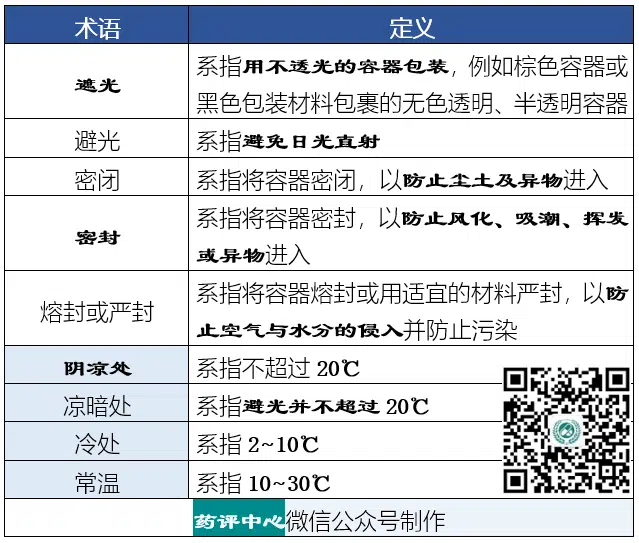 术语 定义
遮光 系指用不透光的容器包装，例如棕色容器或
黑色包装材料包裹的无色透明、半透明容器
避光 系指避免日光直射
密闭 系指将容器密闭，以防止尘土及异物进入
密封 系指将容器密封，以防止风化、吸潮、挥发
或异物进入
熔封或严封 系指将容器熔封或用适宜的材料严封，以防
止空气与水分的侵入并防止污染
阴凉处 系指不超过 20℃
凉暗处 系指避光并不超过 20℃
冷处 系指 2~10℃
常温 系指 10~30℃
药评中心微信公众号制作